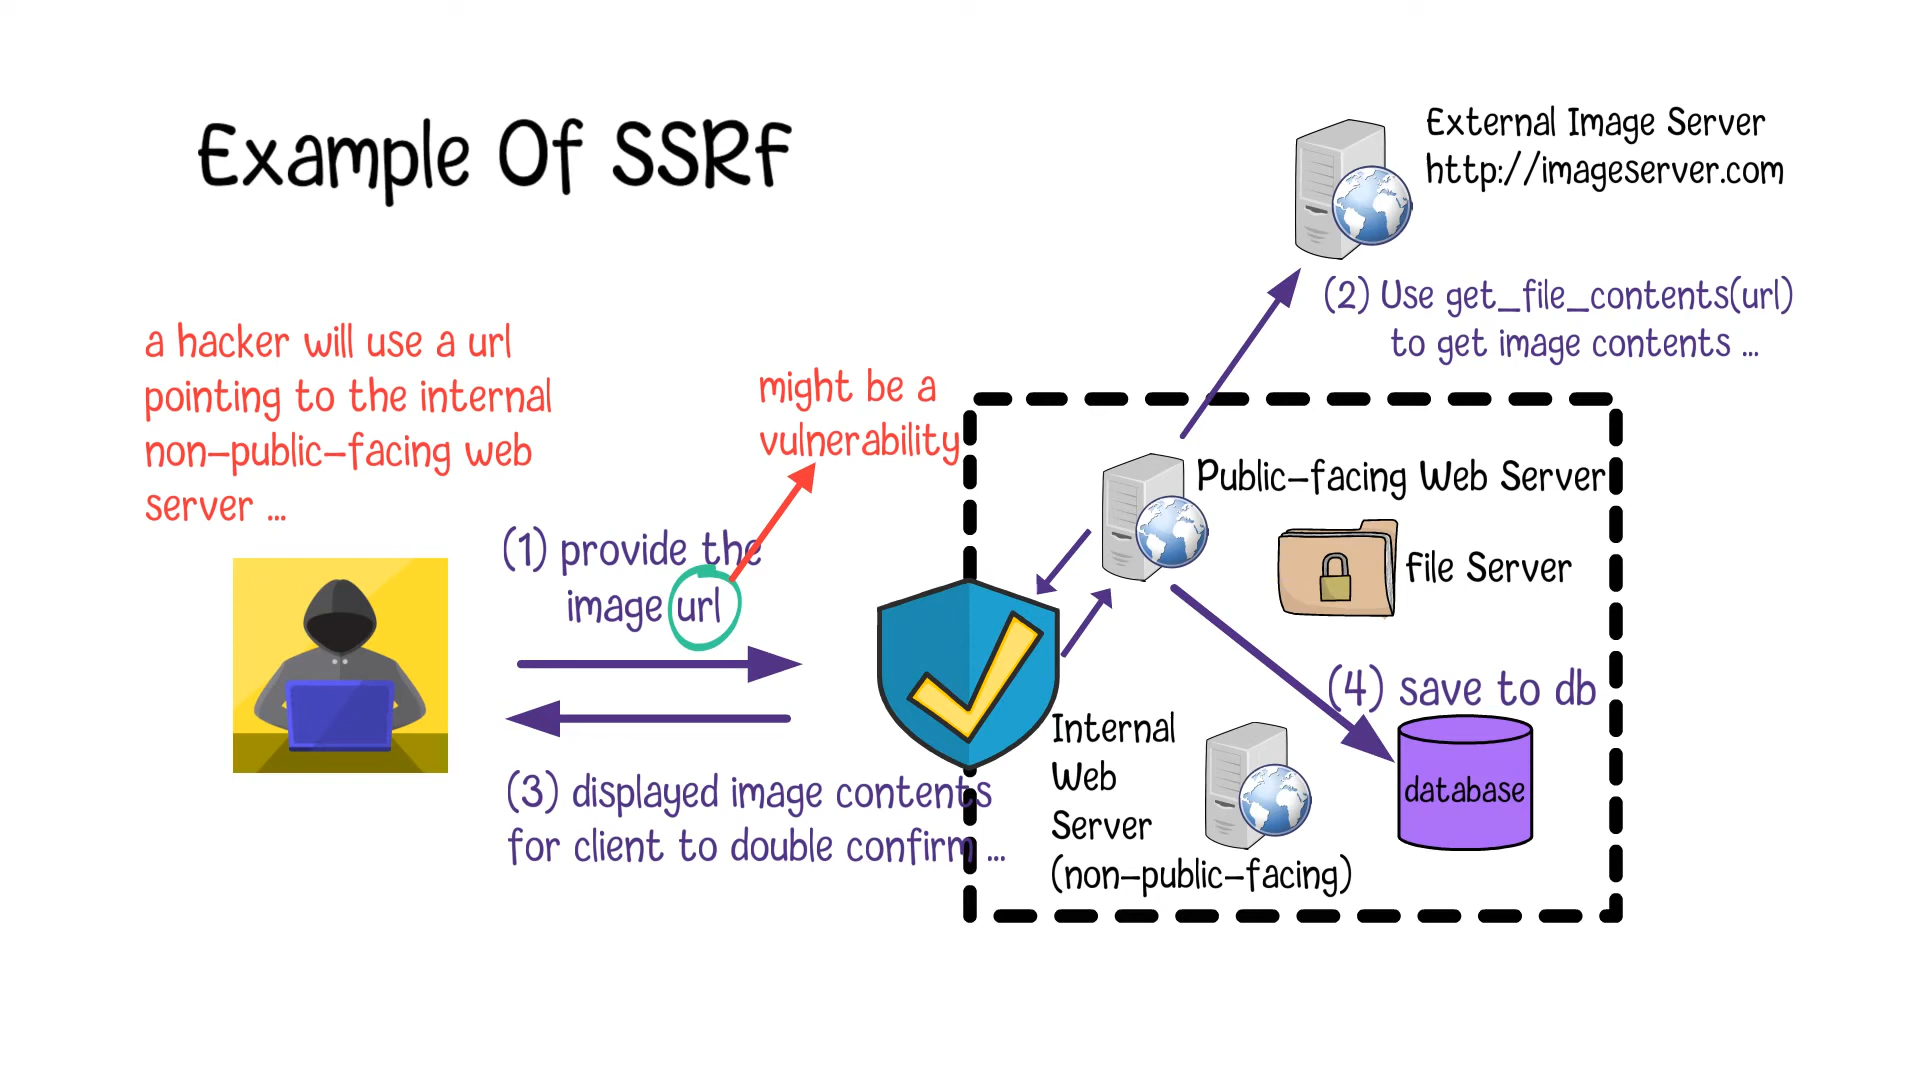 Example Of SSRF
External Image Server
http://imageserver.com
(2) Use get_file_contents(url)
to get image contents ...
a hacker will use a url
pointing to the internal
non-public-facing web
server ...
might be a
vulnerability
(1) provide the
image url
Public-facing Web Server
File Server
(4) save to db
database
Internal
Web
Server
(non-public-facing)
(3) displayed image contents
for client to double confirm ...